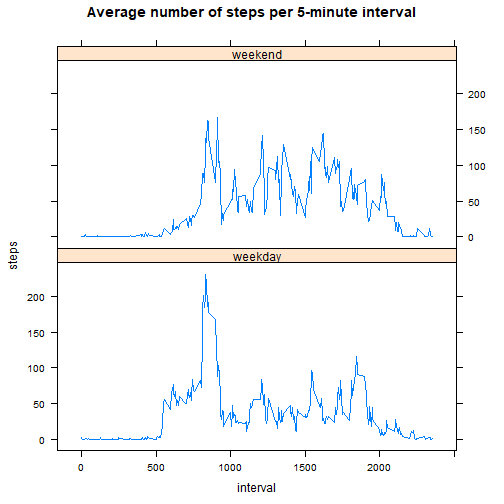 Average number of steps per 5-minute interval
weekend
200
150
100
50
0
steps
weekday
200
150
100
50
0
0 500 1000 1500 2000
interval